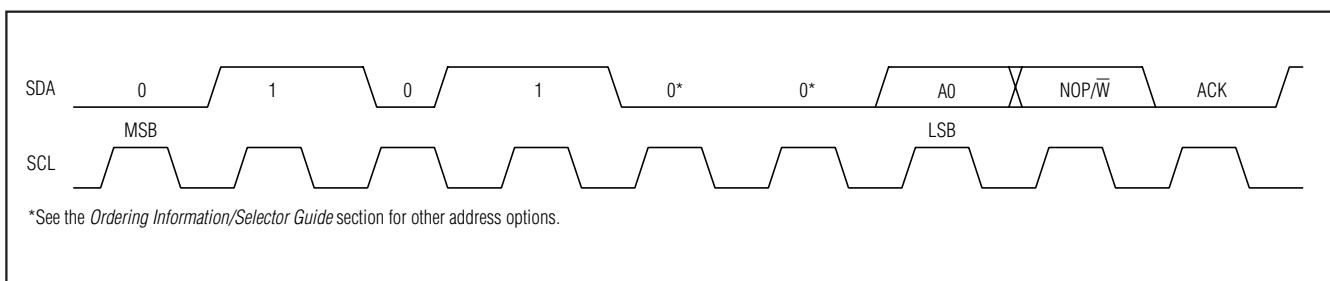 SDA 0 1 0 1 0* 0* A0 NOP/W̅ ACK
MSB LSB
SCL
*See the Ordering Information/Selector Guide section for other address options.